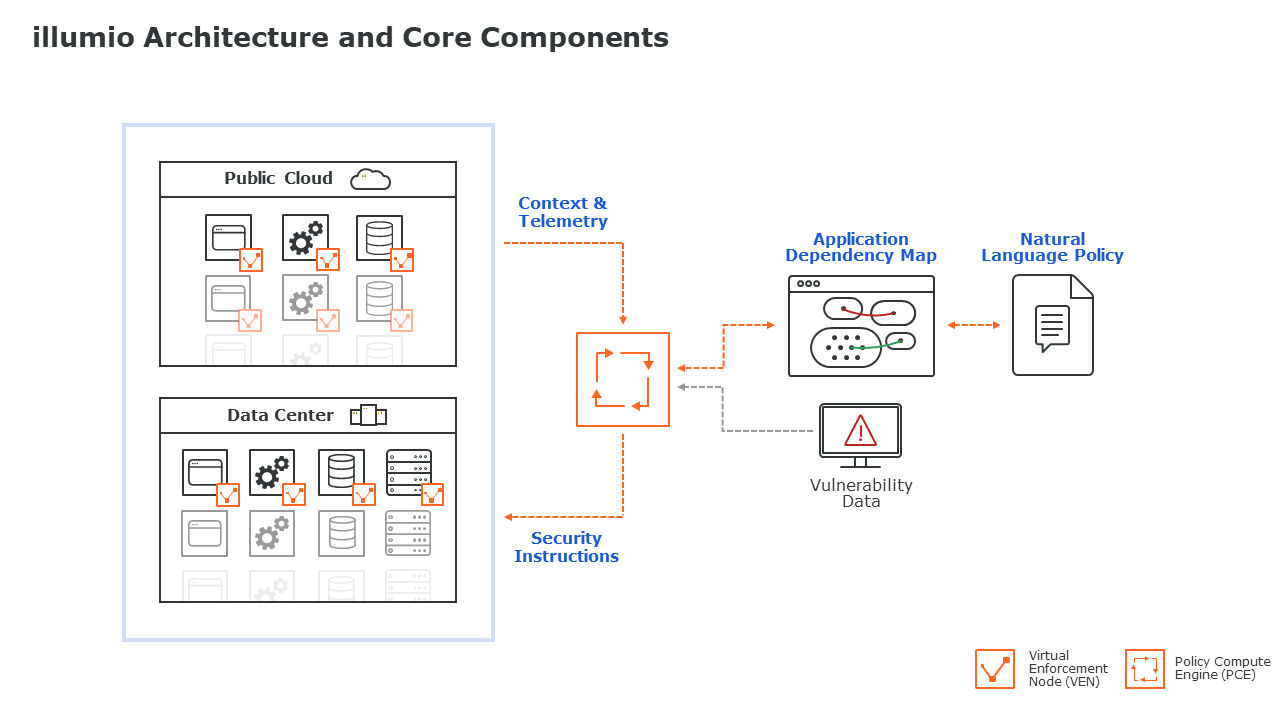 illumio Architecture and Core Components
Public Cloud
Data Center
Context &
Telemetry
Security
Instructions
Application
Dependency Map
Natural
Language Policy
Vulnerability
Data
Virtual
Enforcement
Node (VEN)
Policy Compute
Engine (PCE)